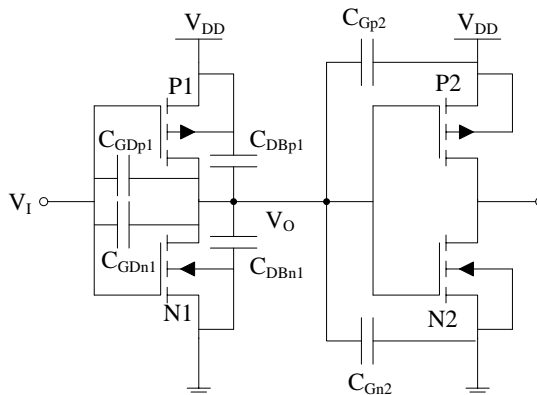 V_DD
C_Gp2
V_DD
P1
P2
C_GDp1
C_DBp1
V_I
V_O
C_GDn1
C_DBn1
N1
N2
C_Gn2